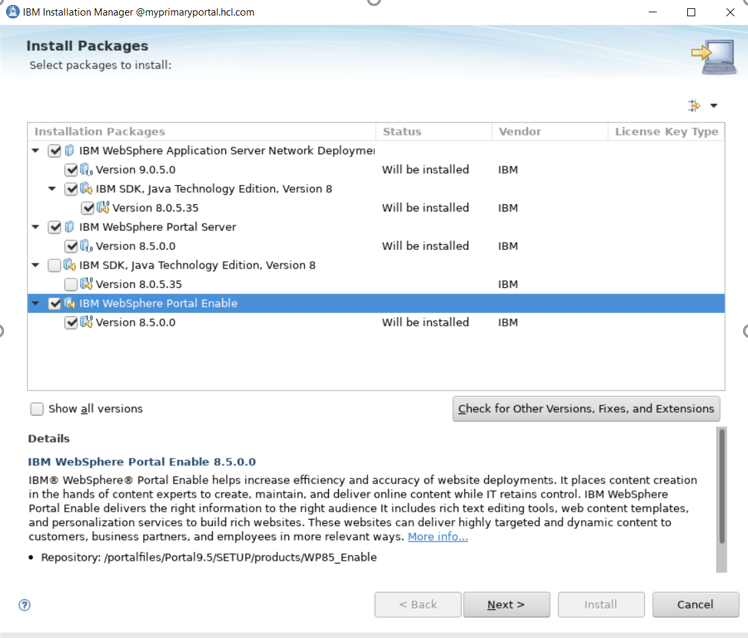 IBM Installation Manager @myprimaryportal.hcl.com
Install Packages
Select packages to install:
Installation Packages Status Vendor License Key Type
IBM WebSphere Application Server Network Deploymen
Version 9.0.5.0 Will be installed IBM
IBM SDK, Java Technology Edition, Version 8
Version 8.0.5.35 Will be installed IBM
IBM WebSphere Portal Server
Version 8.5.0.0 Will be installed IBM
IBM SDK, Java Technology Edition, Version 8
Version 8.0.5.35 IBM
IBM WebSphere Portal Enable
Version 8.5.0.0 Will be installed IBM
Show all versions Check for Other Versions, Fixes, and Extensions
Details
IBM WebSphere Portal Enable 8.5.0.0
IBM® WebSphere® Portal Enable helps increase efficiency and accuracy of website deployments. It places content creation
in the hands of content experts to create, maintain, and deliver online content while IT retains control. IBM WebSphere
Portal Enable delivers the right information to the right audience It includes rich text editing tools, web content templates,
and personalization services to build rich websites. These websites can deliver highly targeted and dynamic content to
customers, business partners, and employees in more relevant ways. More info...
• Repository: /portalfiles/Portal9.5/SETUP/products/WP85_Enable
? < Back Next > Install Cancel